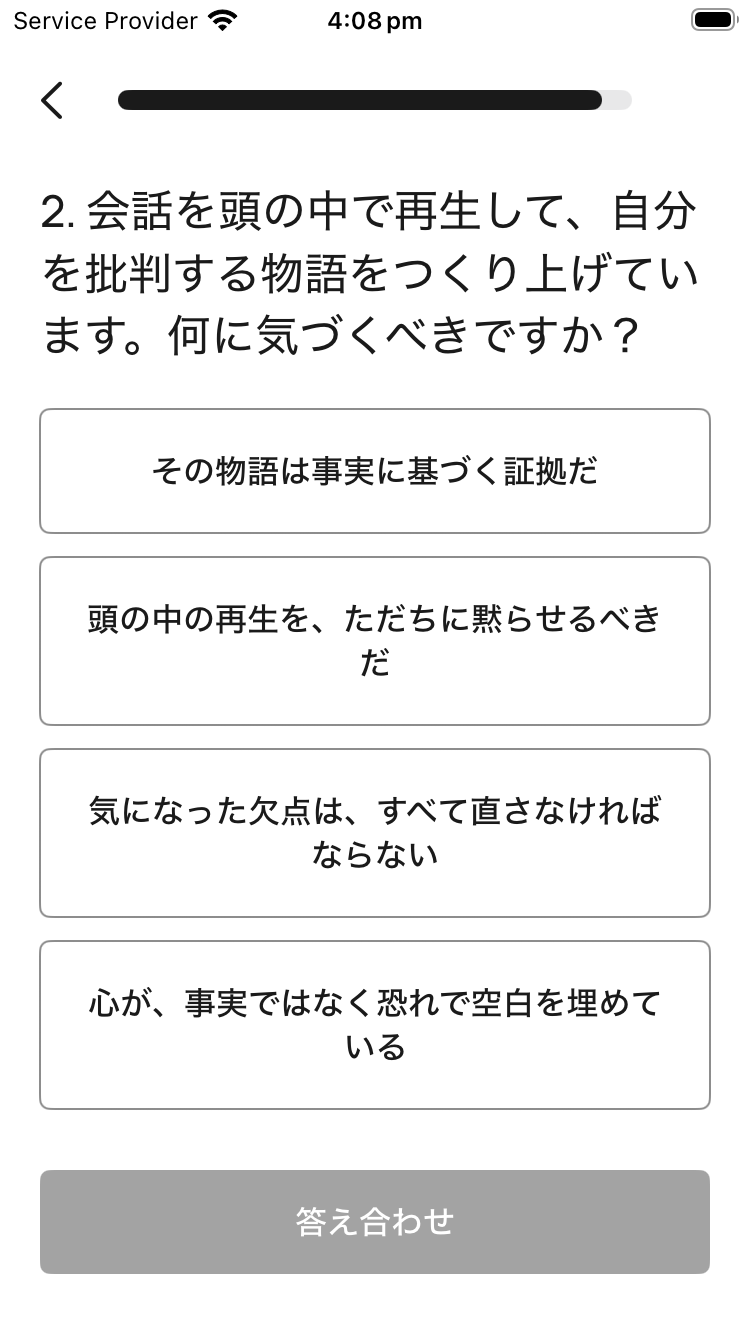 Service Provider 4:08 pm
2. 会話を頭の中で再生して、自分
を批判する物語をつくり上げてい
ます。何に気づくべきですか？
その物語は事実に基づく証拠だ
頭の中の再生を、ただちに黙らせるべき
だ
気になった欠点は、すべて直さなければ
ならない
心が、事実ではなく恐れで空白を埋めて
いる
答え合わせ